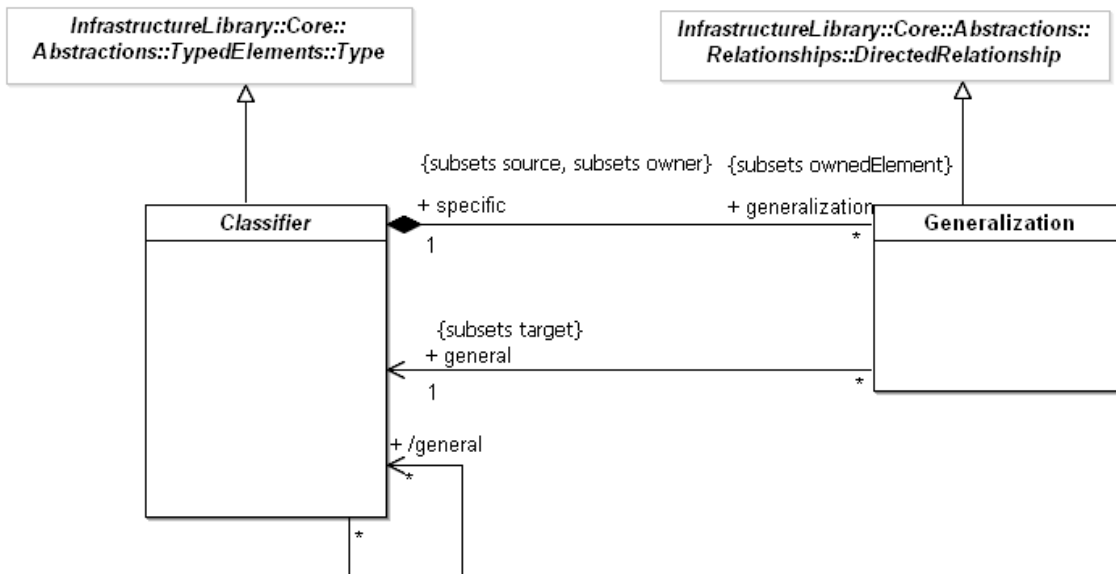 InfrastructureLibrary::Core::
Abstractions::TypedElements::Type
InfrastructureLibrary::Core::Abstractions::
Relationships::DirectedRelationship
{subsets source, subsets owner}
{subsets ownedElement}
Classifier
+ specific
+ generalization
Generalization
1
*
{subsets target}
+ general
1
*
+ /general
*
*